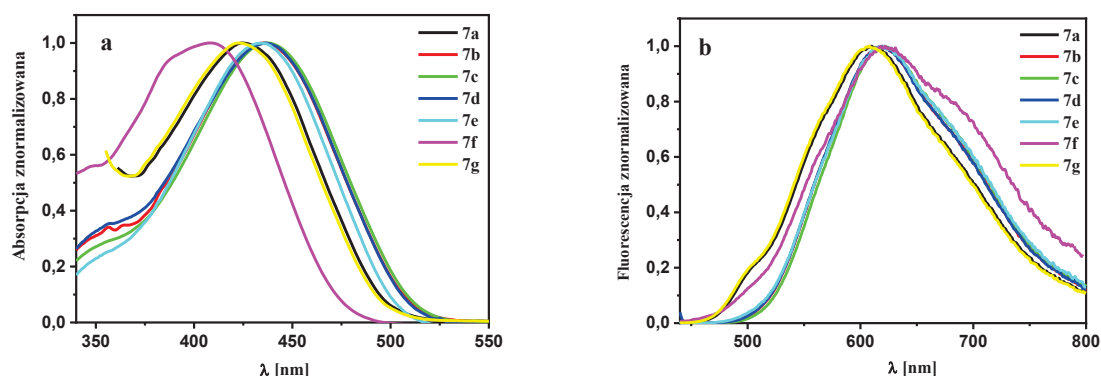 a
Absorpcja znormalizowana
1,0
0,8
0,6
0,4
0,2
0,0
350
400
450
500
550
λ [nm]
7a
7b
7c
7d
7e
7f
7g
b
Fluorescencja znormalizowana
1,0
0,8
0,6
0,4
0,2
0,0
500
600
700
800
λ [nm]
7a
7b
7c
7d
7e
7f
7g